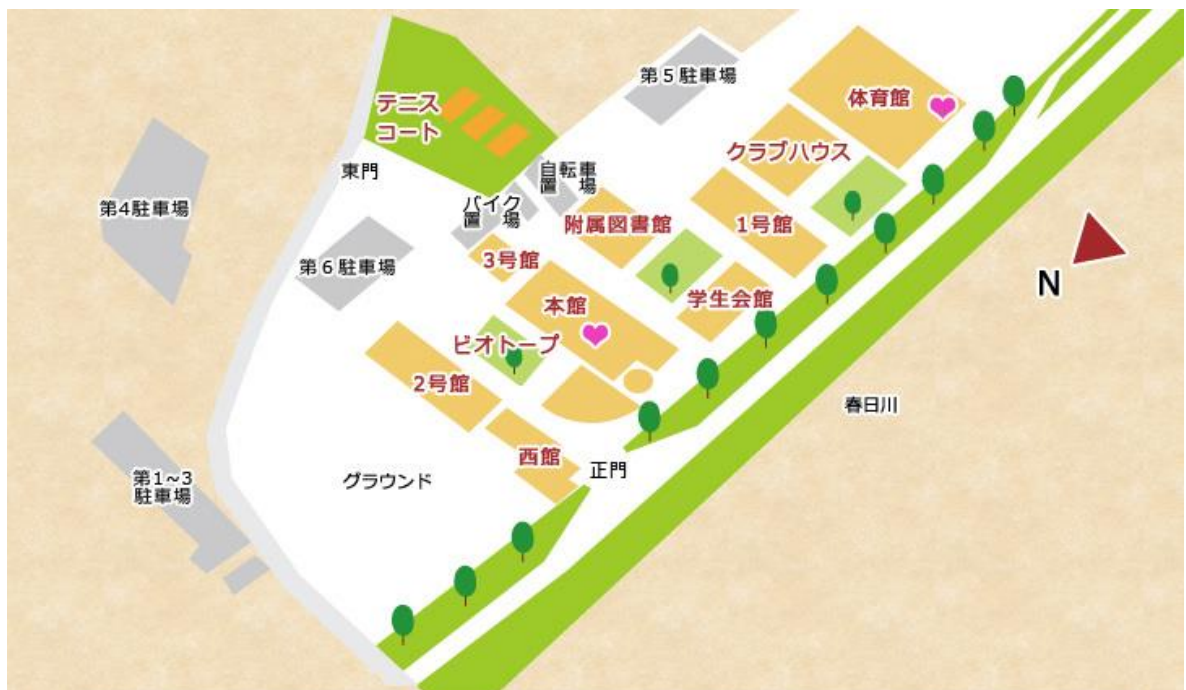 第５駐車場
体育館
テニス
コート
クラブハウス
東門
自転車
置　場
第4駐車場
バイク
置　場
附属図書館
1号館
3号館
第６駐車場
N
学生会館
本館
ビオトープ
2号館
春日川
西館
正門
第1~3
駐車場
グラウンド